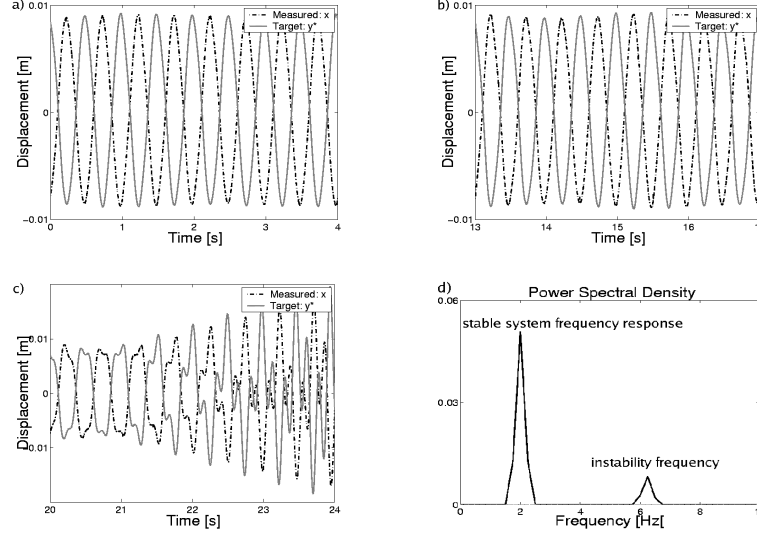 a)
0.01
0
−0.01
Displacement [m]
0 1 2 3 4
Time [s]
Measured: x
Target: y*
b)
0.01
0
−0.01
Displacement [m]
13 14 15 16 17
Time [s]
Measured: x
Target: y*
c)
0.01
0
0.01
Displacement [m]
20 21 22 23 24
Time [s]
Measured: x
Target: y*
d)
Power Spectral Density
0.06
0.03
0
stable system frequency response
instability frequency
0 2 4 6 8
Frequency [Hz[